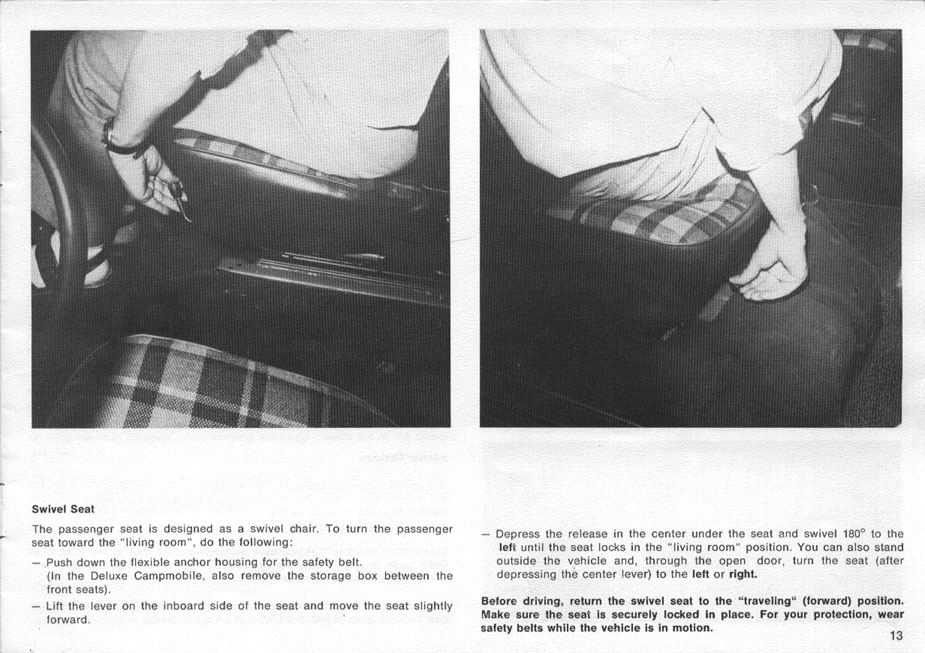 Swivel Seat
The passenger seat is designed as a swivel chair. To turn the passenger
seat toward the "living room", do the following:
— Push down the flexible anchor housing for the safety belt.
(In the Deluxe Campmobile, also remove the storage box between the
front seats).
— Lift the lever on the inboard side of the seat and move the seat slightly
forward.
— Depress the release in the center under the seat and swivel 180° to the
left until the seat locks in the "living room" position. You can also stand
outside the vehicle and, through the open door, turn the seat (after
depressing the center lever) to the left or right.
Before driving, return the swivel seat to the "traveling" (forward) position.
Make sure the seat is securely locked in place. For your protection, wear
safety belts while the vehicle is in motion.
13